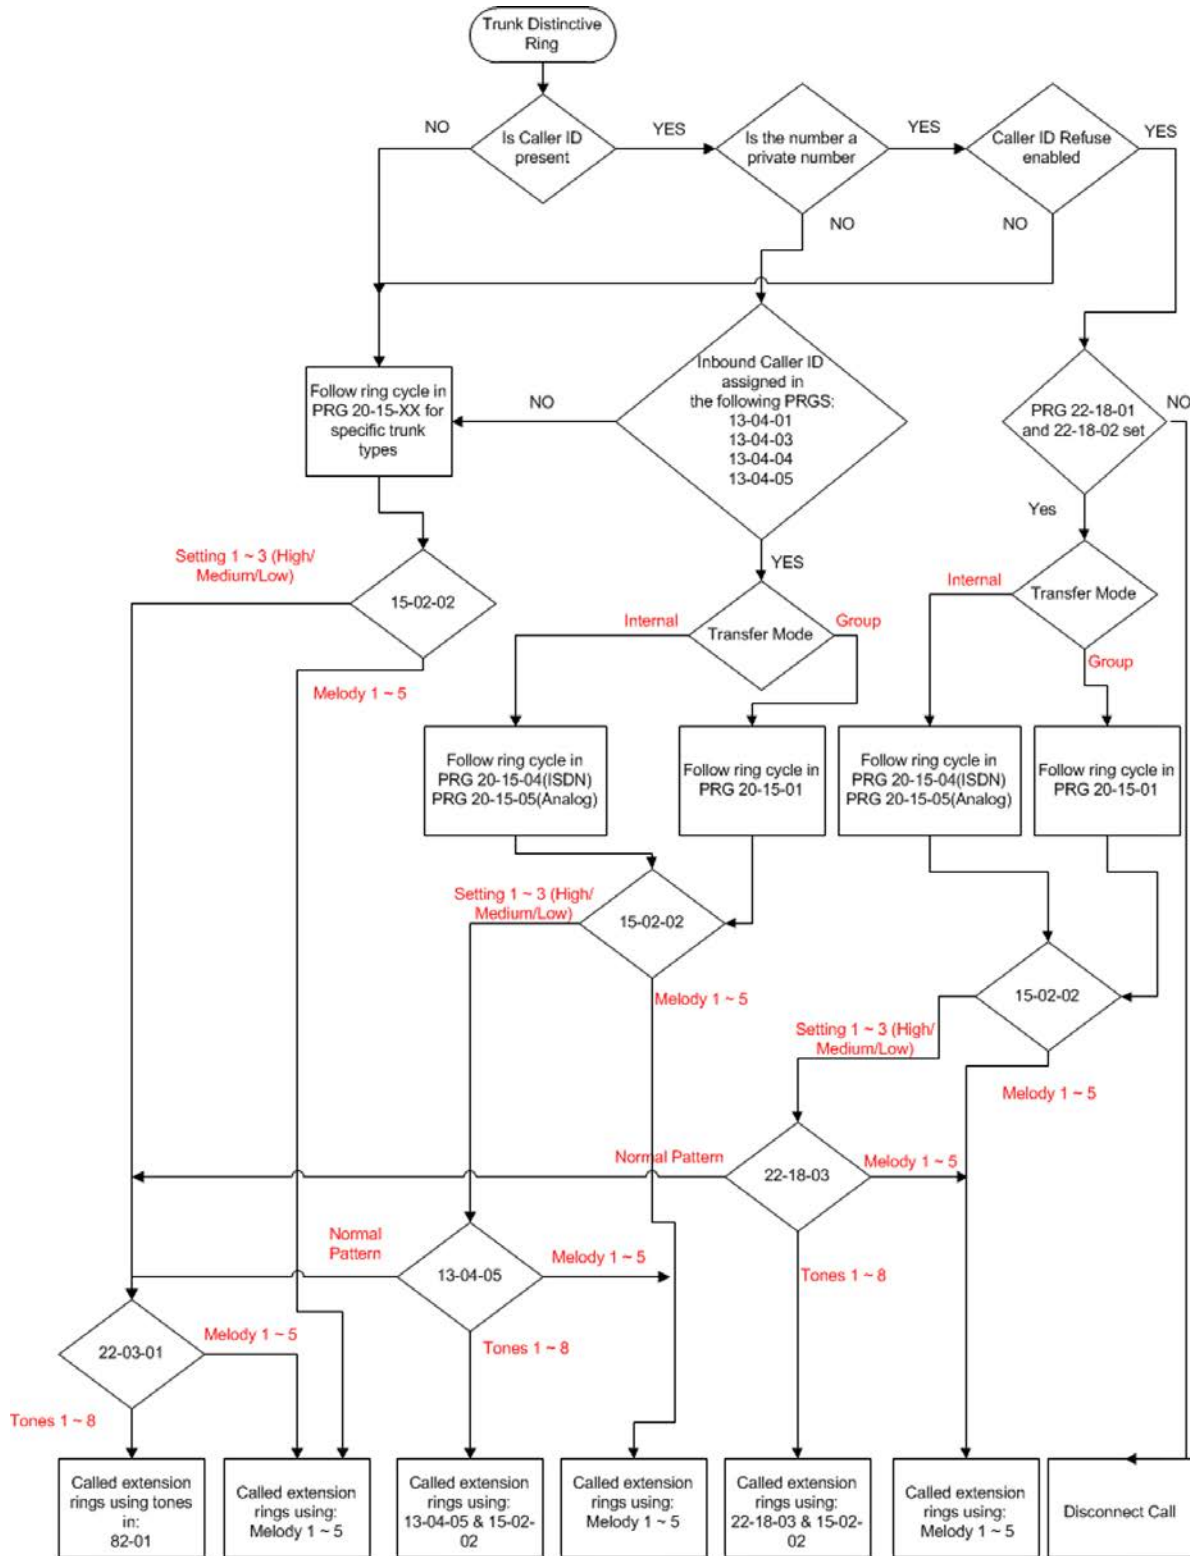 Trunk Distinctive
Ring
NO
Is Caller ID
present
YES
Is the number a
private number
YES
Caller ID Refuse
enabled
YES
NO
NO
Follow ring cycle in
PRG 20-15-XX for
specific trunk
types
NO
Inbound Caller ID
assigned in
the following PRGS:
13-04-01
13-04-03
13-04-04
13-04-05
PRG 22-18-01
and 22-18-02 set
NO
Yes
YES
Setting 1 ~ 3 (High/
Medium/Low)
15-02-02
Melody 1 ~ 5
Internal
Transfer Mode
Group
Internal
Transfer Mode
Group
Follow ring cycle in
PRG 20-15-04(ISDN)
PRG 20-15-05(Analog)
Follow ring cycle in
PRG 20-15-01
Follow ring cycle in
PRG 20-15-04(ISDN)
PRG 20-15-05(Analog)
Follow ring cycle in
PRG 20-15-01
Setting 1 ~ 3 (High/
Medium/Low)
15-02-02
Melody 1 ~ 5
15-02-02
Setting 1 ~ 3 (High/
Medium/Low)
Melody 1 ~ 5
Normal Pattern
22-18-03
Melody 1 ~ 5
Normal
Pattern
13-04-05
Melody 1 ~ 5
Tones 1 ~ 8
22-03-01
Melody 1 ~ 5
Tones 1 ~ 8
Tones 1 ~ 8
Called extension
rings using tones
in:
82-01
Called extension
rings using:
Melody 1 ~ 5
Called extension
rings using:
13-04-05 & 15-02-
02
Called extension
rings using:
Melody 1 ~ 5
Called extension
rings using:
22-18-03 & 15-02-
02
Called extension
rings using:
Melody 1 ~ 5
Disconnect Call